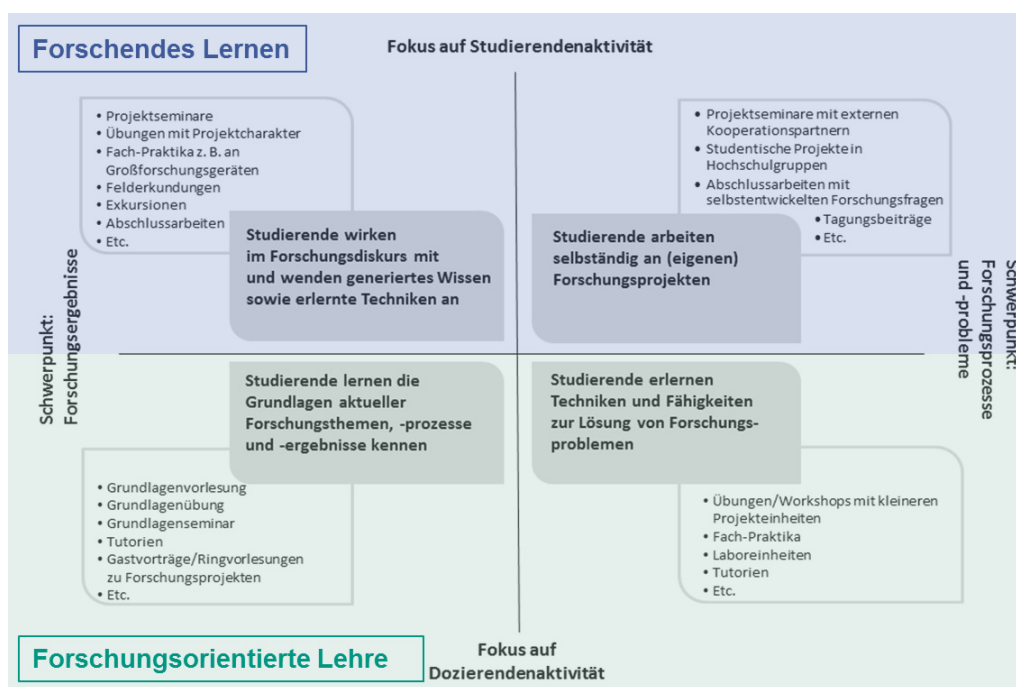 Forschendes Lernen
Fokus auf Studierendenaktivität
• Projektseminare
• Übungen mit Projektcharakter
• Fach-Praktika z. B. an
Großforschungsgeräten
• Felderkundungen
• Exkursionen
• Abschlussarbeiten
• Etc.
• Projektseminare mit externen
Kooperationspartnern
• Studentische Projekte in
Hochschulgruppen
• Abschlussarbeiten mit
selbstentwickelten Forschungsfragen
• Tagungsbeiträge
• Etc.
Studierende wirken
im Forschungsdiskurs mit
und wenden generiertes Wissen
sowie erlernte Techniken an
Studierende arbeiten
selbständig an (eigenen)
Forschungsprojekten
Schwerpunkt:
Forschungsergebnisse
Schwerpunkt:
Forschungsprozesse
und -probleme
Studierende lernen die
Grundlagen aktueller
Forschungsthemen, -prozesse
und -ergebnisse kennen
Studierende erlernen
Techniken und Fähigkeiten
zur Lösung von Forschungs-
problemen
• Grundlagenvorlesung
• Grundlagenübung
• Grundlagenseminar
• Tutorien
• Gastvorträge/Ringvorlesungen
zu Forschungsprojekten
• Etc.
• Übungen/Workshops mit kleineren
Projekteinheiten
• Fach-Praktika
• Laboreinheiten
• Tutorien
• Etc.
Forschungsorientierte Lehre
Fokus auf
Dozierendenaktivität